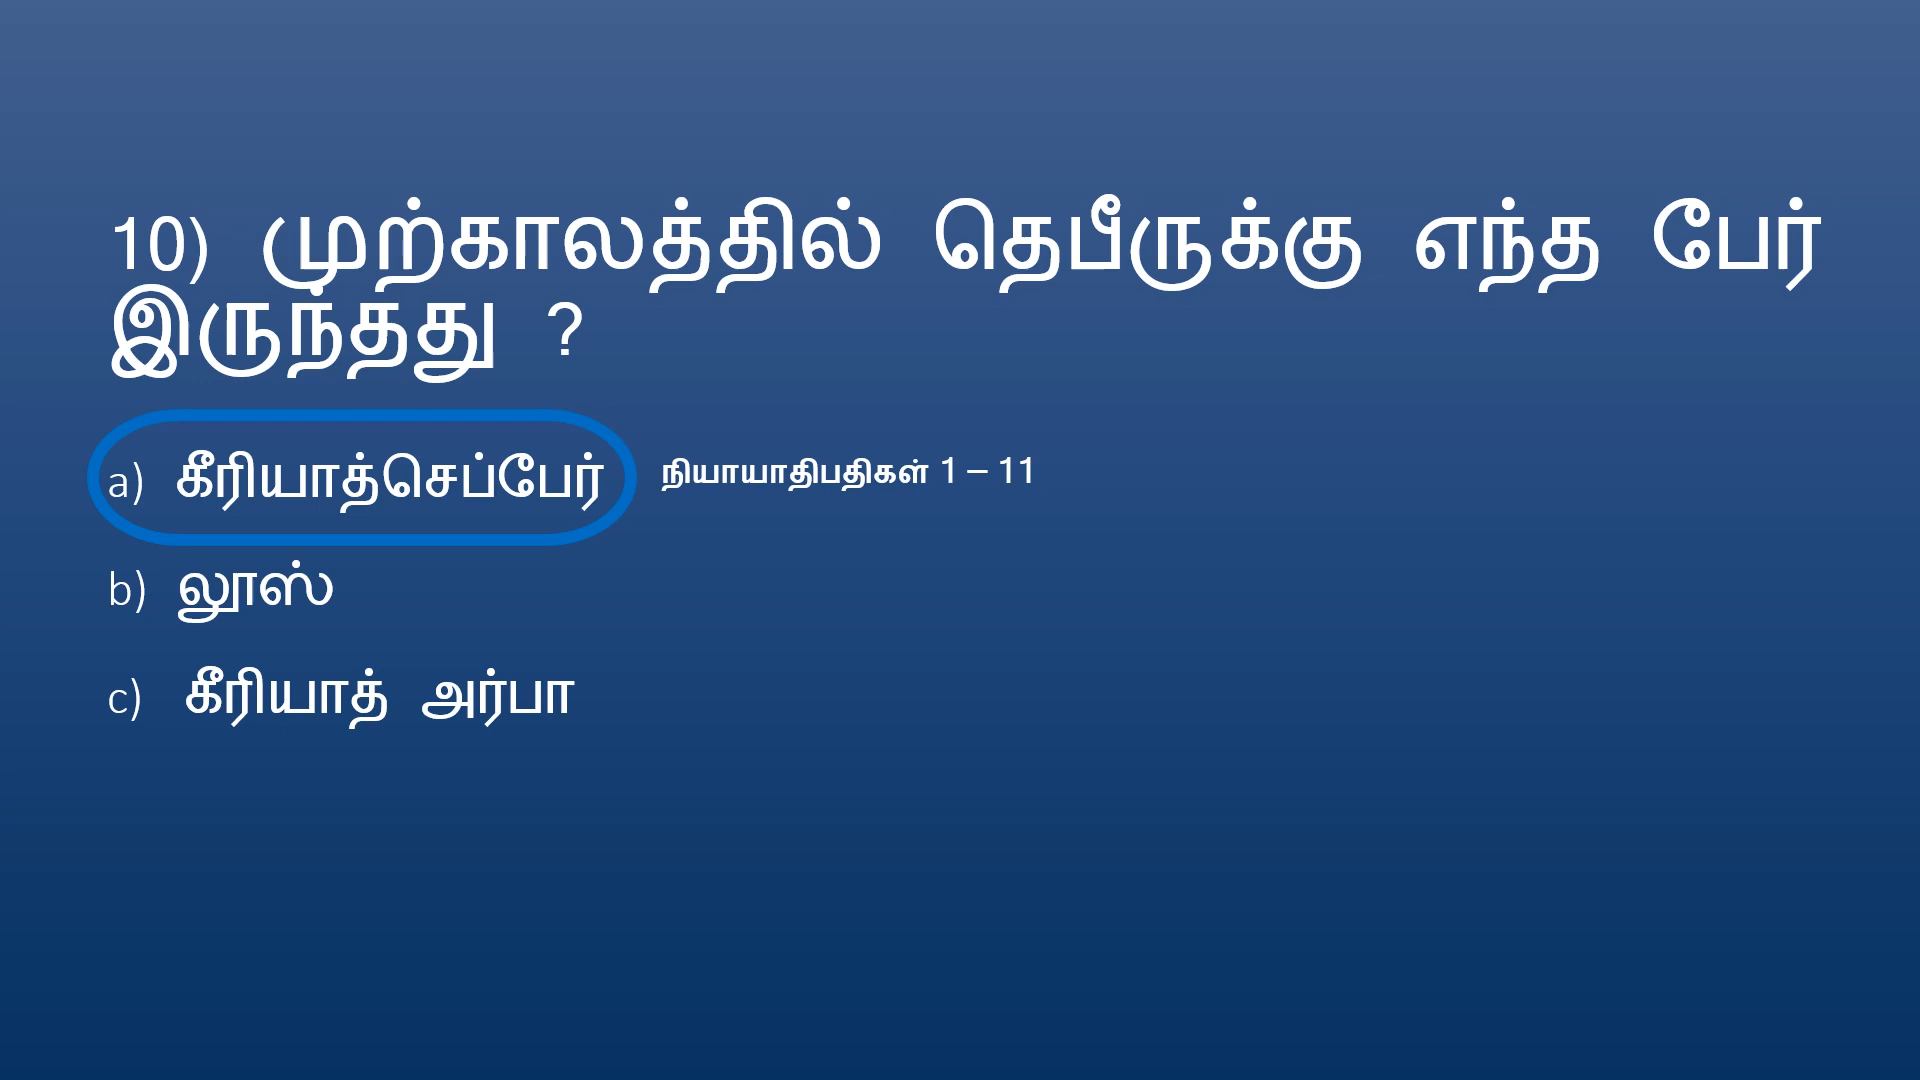 10) முற்காலத்தில் தெபீருக்கு எந்த பேர்
இருந்தது ?
a) கீரியாத்செப்பேர் நியாயாதிபதிகள் 1 – 11
b) லூஸ்
c) கீரியாத் அர்பா